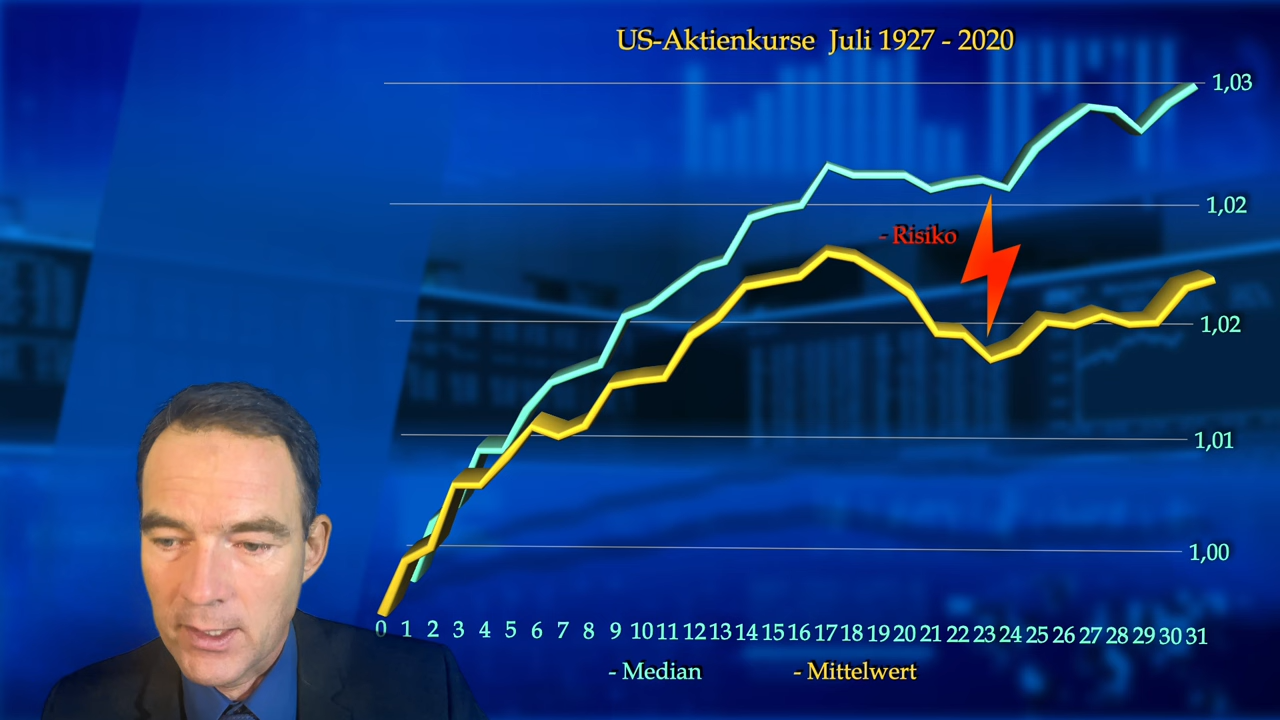 US-Aktienkurse Juli 1927 - 2020
1,03
1,02
- Risiko
1,02
1,01
1,00
0 1 2 3 4 5 6 7 8 9 10 11 12 13 14 15 16 17 18 19 20 21 22 23 24 25 26 27 28 29 30 31
- Median - Mittelwert